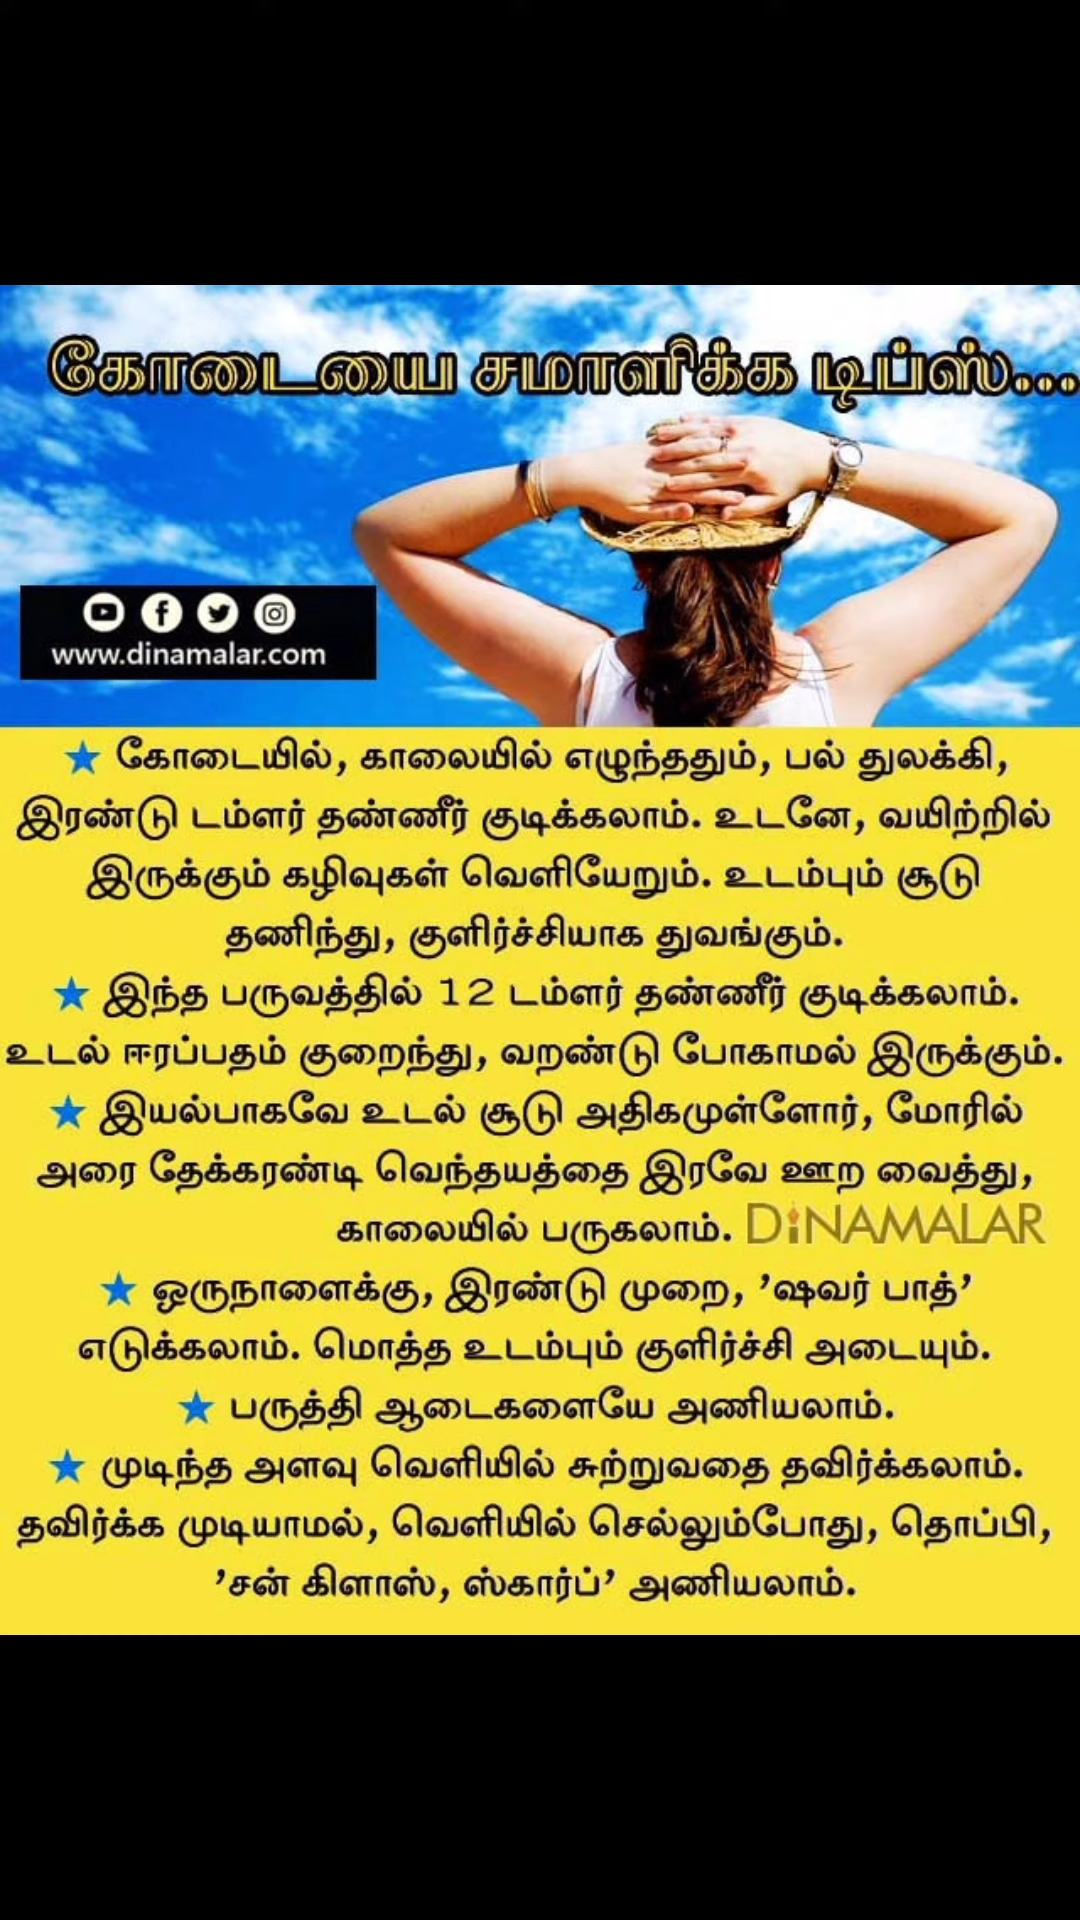 கோடையை சமாளிக்க டிப்ஸ்...
www.dinamalar.com
★ கோடையில், காலையில் எழுந்ததும், பல் துலக்கி,
இரண்டு டம்ளர் தண்ணீர் குடிக்கலாம். உடனே, வயிற்றில்
இருக்கும் கழிவுகள் வெளியேறும். உடம்பும் சூடு
தணிந்து, குளிர்ச்சியாக துவங்கும்.
★ இந்த பருவத்தில் 12 டம்ளர் தண்ணீர் குடிக்கலாம்.
உடல் ஈரப்பதம் குறைந்து, வறண்டு போகாமல் இருக்கும்.
★ இயல்பாகவே உடல் சூடு அதிகமுள்ளோர், மோரில்
அரை தேக்கரண்டி வெந்தயத்தை இரவே ஊற வைத்து,
காலையில் பருகலாம். DiNAMALAR
★ ஒருநாளைக்கு, இரண்டு முறை, ’ஷவர் பாத்’
எடுக்கலாம். மொத்த உடம்பும் குளிர்ச்சி அடையும்.
★ பருத்தி ஆடைகளையே அணியலாம்.
★ முடிந்த அளவு வெளியில் சுற்றுவதை தவிர்க்கலாம்.
தவிர்க்க முடியாமல், வெளியில் செல்லும்போது, தொப்பி,
’சன் கிளாஸ், ஸ்கார்ப்’ அணியலாம்.